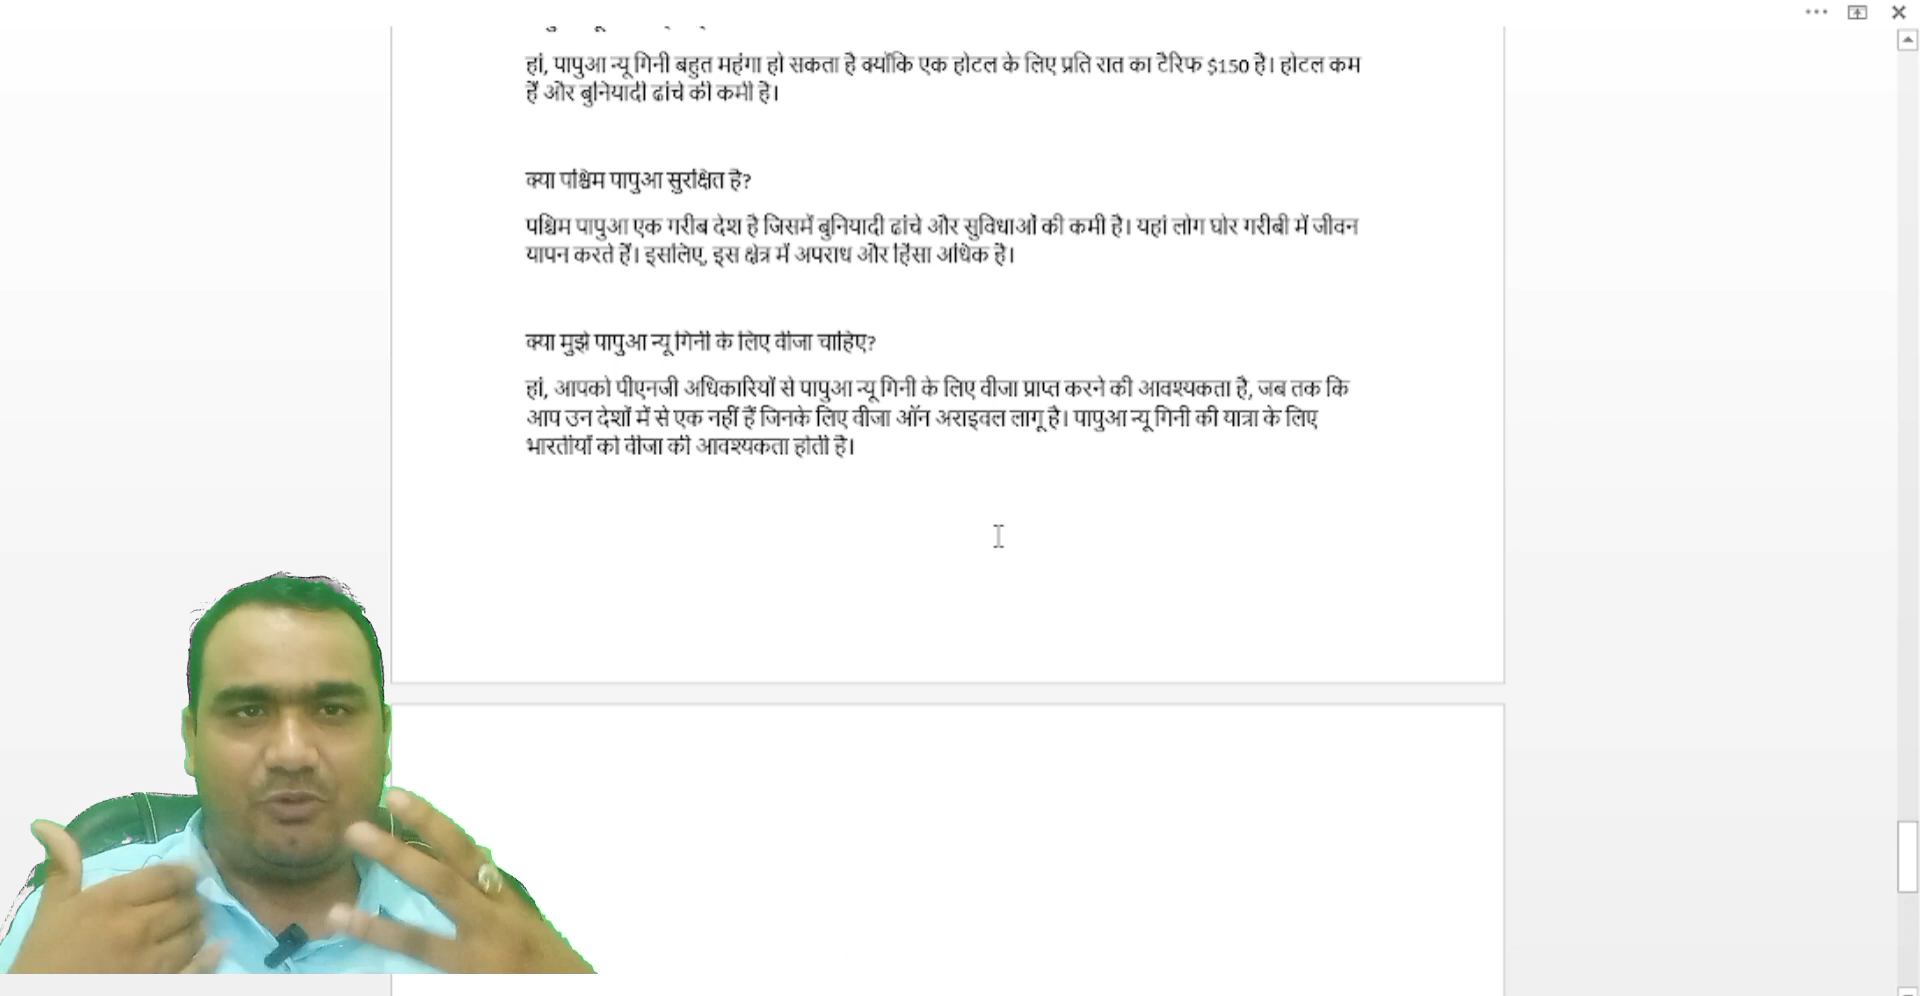 हां, पापुआ न्यू गिनी बहुत महंगा हो सकता है क्योंकि एक होटल के लिए प्रति रात का टैरिफ $150 है। होटल कम
हैं और बुनियादी ढांचे की कमी है।
क्या पश्चिम पापुआ सुरक्षित है?
पश्चिम पापुआ एक गरीब देश है जिसमें बुनियादी ढांचे और सुविधाओं की कमी है। यहां लोग घोर गरीबी में जीवन
यापन करते हैं। इसलिए, इस क्षेत्र में अपराध और हिंसा अधिक है।
क्या मुझे पापुआ न्यू गिनी के लिए वीजा चाहिए?
हां, आपको पीएनजी अधिकारियों से पापुआ न्यू गिनी के लिए वीजा प्राप्त करने की आवश्यकता है, जब तक कि
आप उन देशों में से एक नहीं हैं जिनके लिए वीजा ऑन अराइवल लागू है। पापुआ न्यू गिनी की यात्रा के लिए
भारतीयों को वीजा की आवश्यकता होती है।